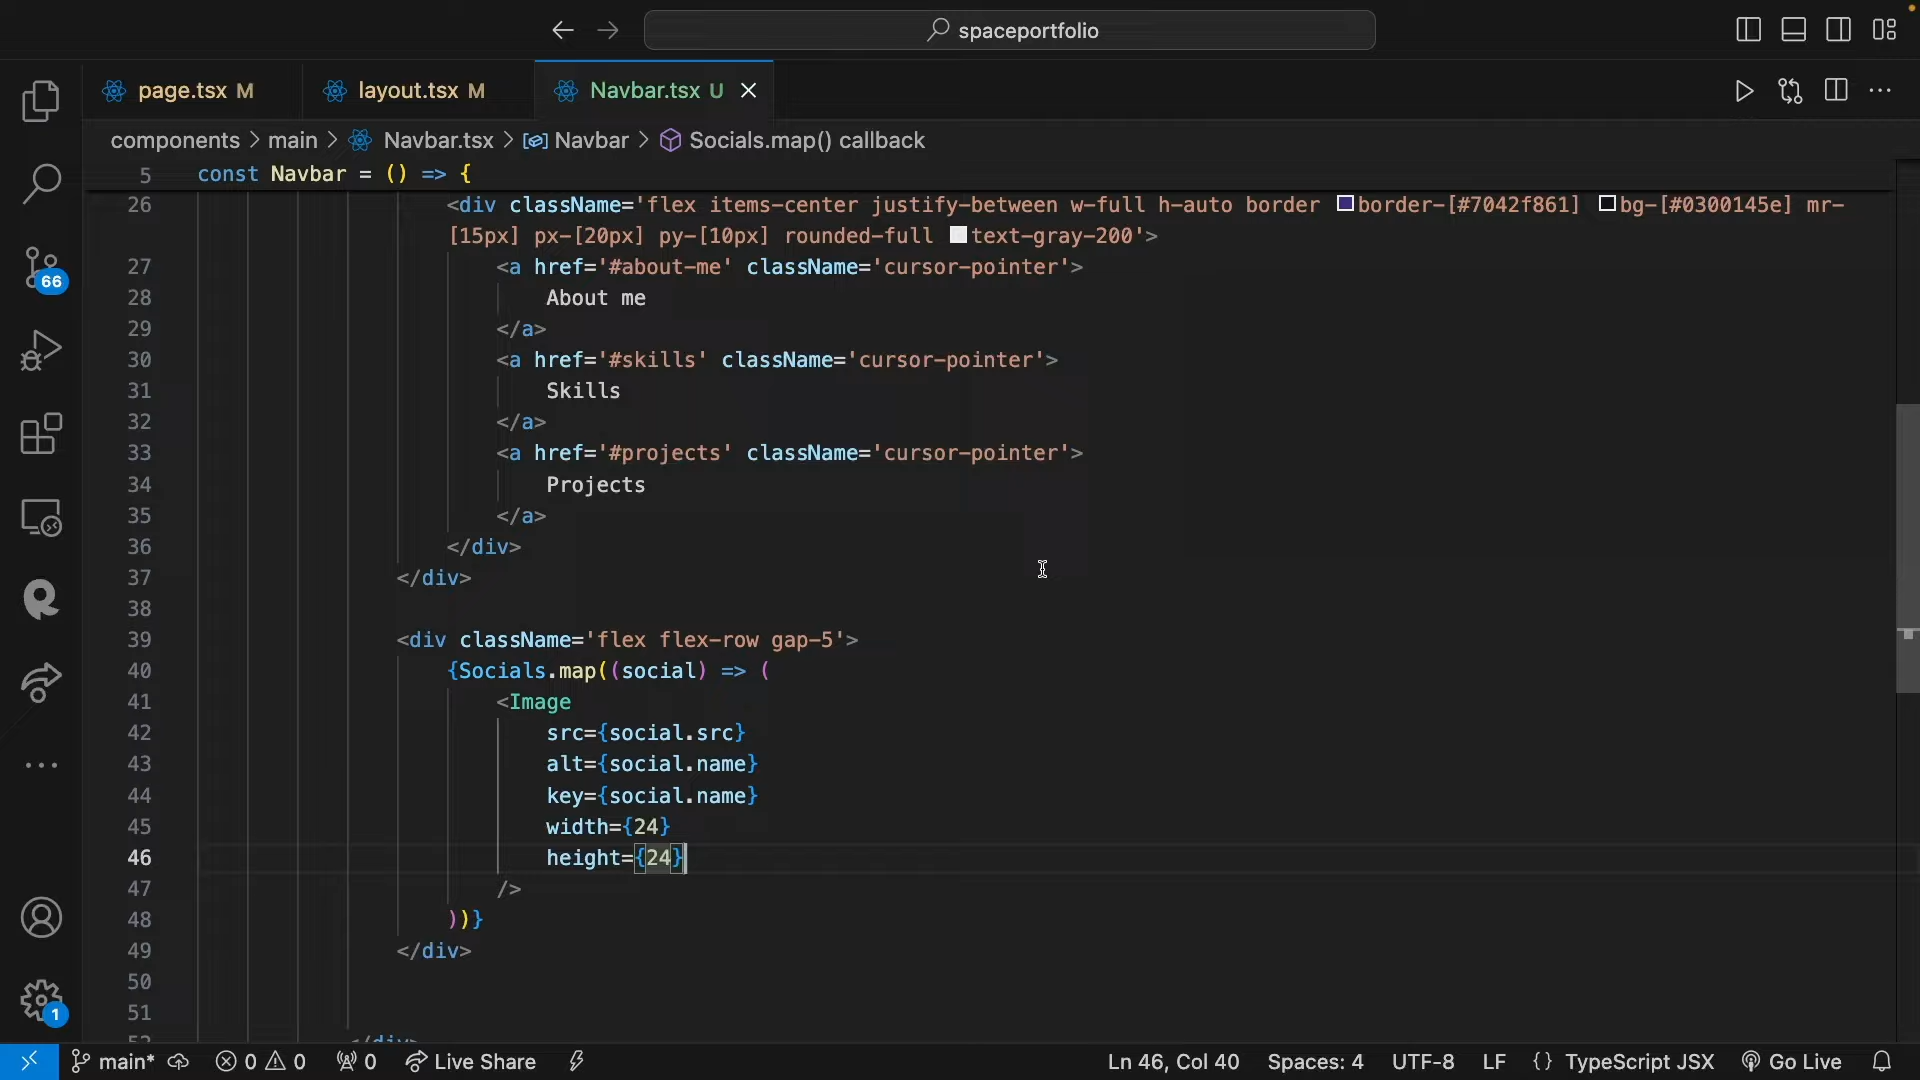 spaceportfolio
page.tsx M
layout.tsx M
Navbar.tsx U
components > main > Navbar.tsx > Navbar > Socials.map() callback
5 const Navbar = () => {
26 <div className='flex items-center justify-between w-full h-auto border border-[#7042f861] bg-[#0300145e] mr-
[15px] px-[20px] py-[10px] rounded-full text-gray-200'>
27 <a href='#about-me' className='cursor-pointer'>
28 About me
29 </a>
30 <a href='#skills' className='cursor-pointer'>
31 Skills
32 </a>
33 <a href='#projects' className='cursor-pointer'>
34 Projects
35 </a>
36 </div>
37 </div>
38
39 <div className='flex flex-row gap-5'>
40 {Socials.map((social) => (
41 <Image
42 src={social.src}
43 alt={social.name}
44 key={social.name}
45 width={24}
46 height={24}
47 />
48 ))}
49 </div>
50
51
52 </div>
66
1
main* 0 0 0 Live Share Ln 46, Col 40 Spaces: 4 UTF-8 LF {} TypeScript JSX Go Live